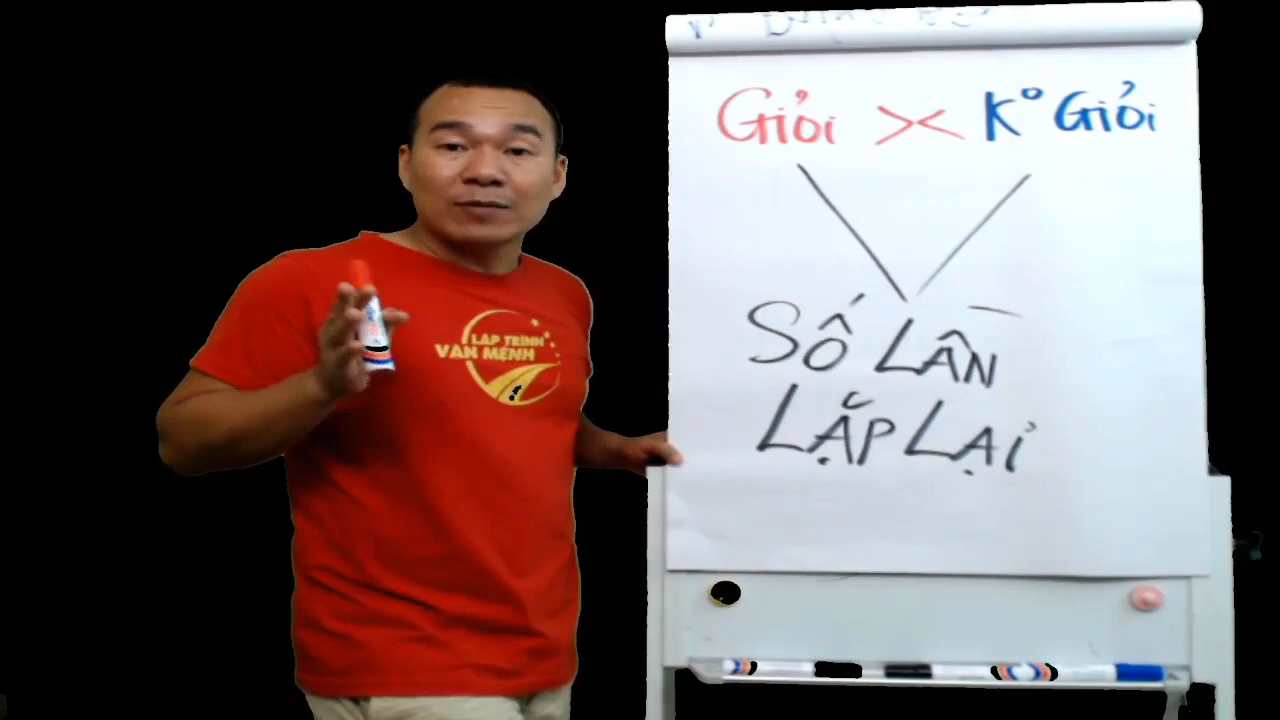 Giỏi >< K° Giỏi
SỐ LẦN
LẶP LẠI
LẬP TRÌNH
VẬN MỆNH